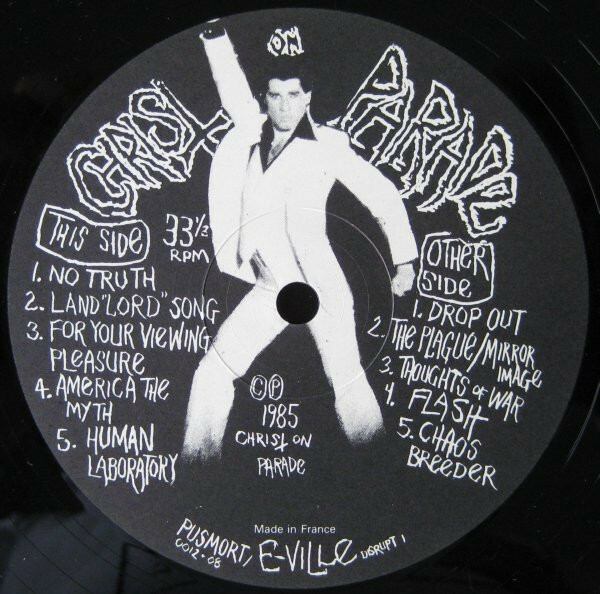 CHRIST
ON
PARADE
THIS SIDE
33 1/3
RPM
1. NO TRUTH
2. LAND"LORD" SONG
3. FOR YOUR VIEWING
PLEASURE
4. AMERICA THE
MYTH
5. HUMAN
LABORATORY
OTHER
SIDE
1. DROP OUT
2. THE PLAGUE/MIRROR
IMAGE
3. THOUGHTS OF WAR
4. FLASH
5. CHAOS
BREEDER
© ℗
1985
CHRIST ON
PARADE
Made in France
PUSMORT, E-VILLE DISRUPT 1
0012-08